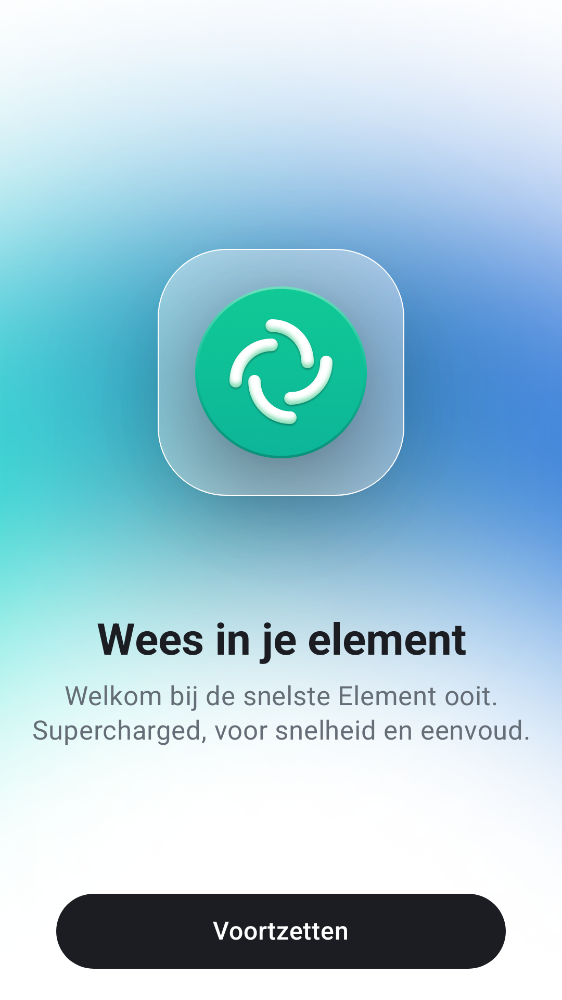 Wees in je element
Welkom bij de snelste Element ooit.
Supercharged, voor snelheid en eenvoud.
Voortzetten